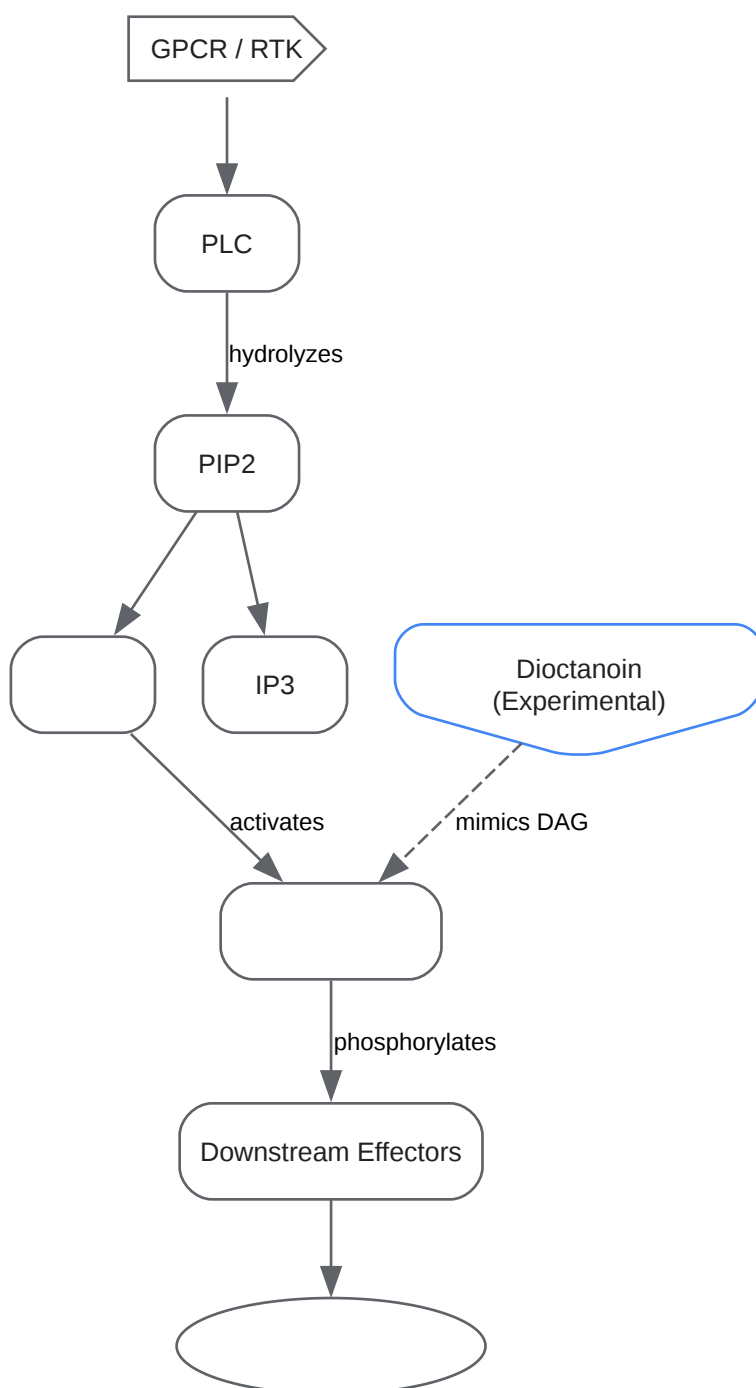 GPCR / RTK
PLC
hydrolyzes
PIP2
IP3
Dioctanoin
(Experimental)
activates
mimics DAG
phosphorylates
Downstream Effectors